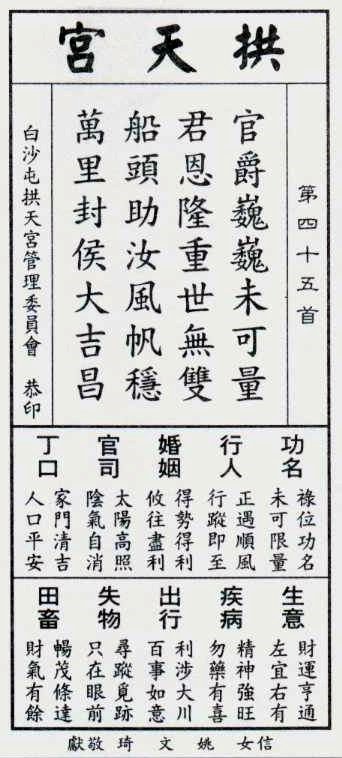 拱天宮
第四十五首
官爵巍巍未可量
君恩隆重世無雙
船頭助汝風帆穩
萬里封侯大吉昌
白沙屯拱天宮管理委員會 恭印
功名
祿位功名
未可限量
行人
正遇順風
行蹤即至
婚姻
得勢得利
攸往盡利
官司
太陽高照
陰氣自消
丁口
家門清吉
人口平安
生意
財運亨通
左宜右有
疾病
精神強旺
勿藥有喜
出行
利涉大川
百事如意
失物
尋蹤覓跡
只在眼前
田畜
暢茂條達
財氣有餘
信女 姚文琦 敬獻